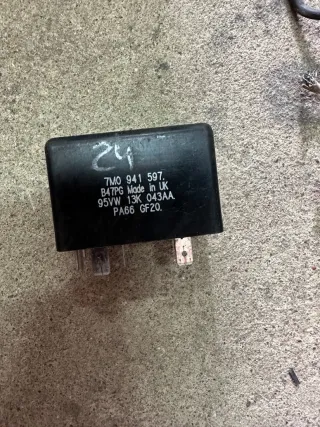 24
7M0 941 597.
B47PG Made in UK
95VW 13K 043AA.
PA66 GF20.